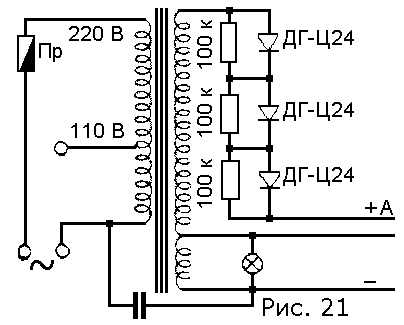 Пр
220 В
100 к
ДГ-Ц24
110 В
100 к
ДГ-Ц24
100 к
ДГ-Ц24
+А
~
–
Рис. 21